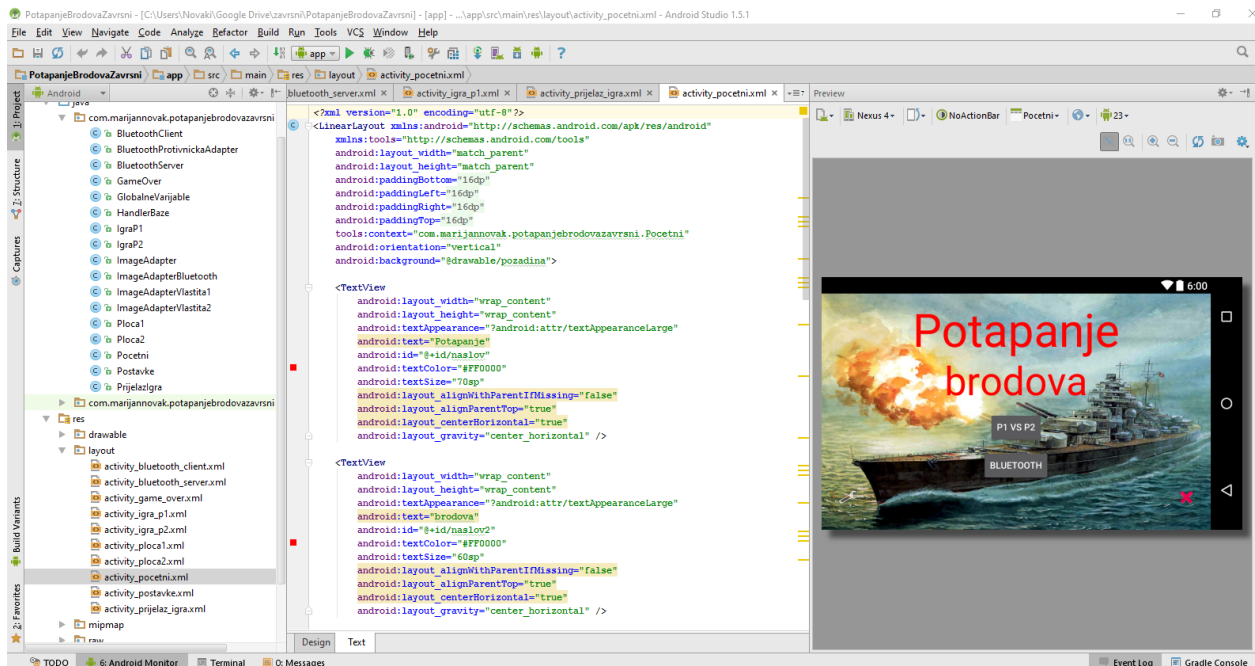 PotapanjeBrodovaZavrsni - [C:\Users\Novaki\Google Drive\zavrsni\PotapanjeBrodovaZavrsni] - [app] - ...\app\src\main\res\layout\activity_pocetni.xml - Android Studio 1.5.1
File Edit View Navigate Code Analyze Refactor Build Run Tools VCS Window Help
app
PotapanjeBrodovaZavrsni app src main res layout activity_pocetni.xml
1: Project
7: Structure
Captures
Build Variants
2: Favorites
Android
java
com.marijannovak.potapanjebrodovazavrsni
BluetoothClient
BluetoothProtivnickaAdapter
BluetoothServer
GameOver
GlobalneVarijable
HandlerBaze
IgraP1
IgraP2
ImageAdapter
ImageAdapterBluetooth
ImageAdapterVlastita1
ImageAdapterVlastita2
Ploca1
Ploca2
Pocetni
Postavke
PrijelazIgra
com.marijannovak.potapanjebrodovazavrsni
res
drawable
layout
activity_bluetooth_client.xml
activity_bluetooth_server.xml
activity_game_over.xml
activity_igra_p1.xml
activity_igra_p2.xml
activity_ploca1.xml
activity_ploca2.xml
activity_pocetni.xml
activity_postavke.xml
activity_prijelaz_igra.xml
mipmap
raw
bluetooth_server.xml activity_igra_p1.xml activity_prijelaz_igra.xml activity_pocetni.xml
<?xml version="1.0" encoding="utf-8"?>
<LinearLayout xmlns:android="http://schemas.android.com/apk/res/android"
xmlns:tools="http://schemas.android.com/tools"
android:layout_width="match_parent"
android:layout_height="match_parent"
android:paddingBottom="16dp"
android:paddingLeft="16dp"
android:paddingRight="16dp"
android:paddingTop="16dp"
tools:context="com.marijannovak.potapanjebrodovazavrsni.Pocetni"
android:orientation="vertical"
android:background="@drawable/pozadina">
<TextView
android:layout_width="wrap_content"
android:layout_height="wrap_content"
android:textAppearance="?android:attr/textAppearanceLarge"
android:text="Potapanje"
android:id="@+id/naslov"
android:textColor="#FF0000"
android:textSize="70sp"
android:layout_alignWithParentIfMissing="false"
android:layout_alignParentTop="true"
android:layout_centerHorizontal="true"
android:layout_gravity="center_horizontal" />
<TextView
android:layout_width="wrap_content"
android:layout_height="wrap_content"
android:textAppearance="?android:attr/textAppearanceLarge"
android:text="brodova"
android:id="@+id/naslov2"
android:textColor="#FF0000"
android:textSize="60sp"
android:layout_alignWithParentIfMissing="false"
android:layout_alignParentTop="true"
android:layout_centerHorizontal="true"
android:layout_gravity="center_horizontal" />
Design Text
Preview
Nexus 4 NoActionBar Pocetni 23
6:00
Potapanje
brodova
P1 VS P2
BLUETOOTH
TODO 6: Android Monitor Terminal 0: Messages Event Log Gradle Console